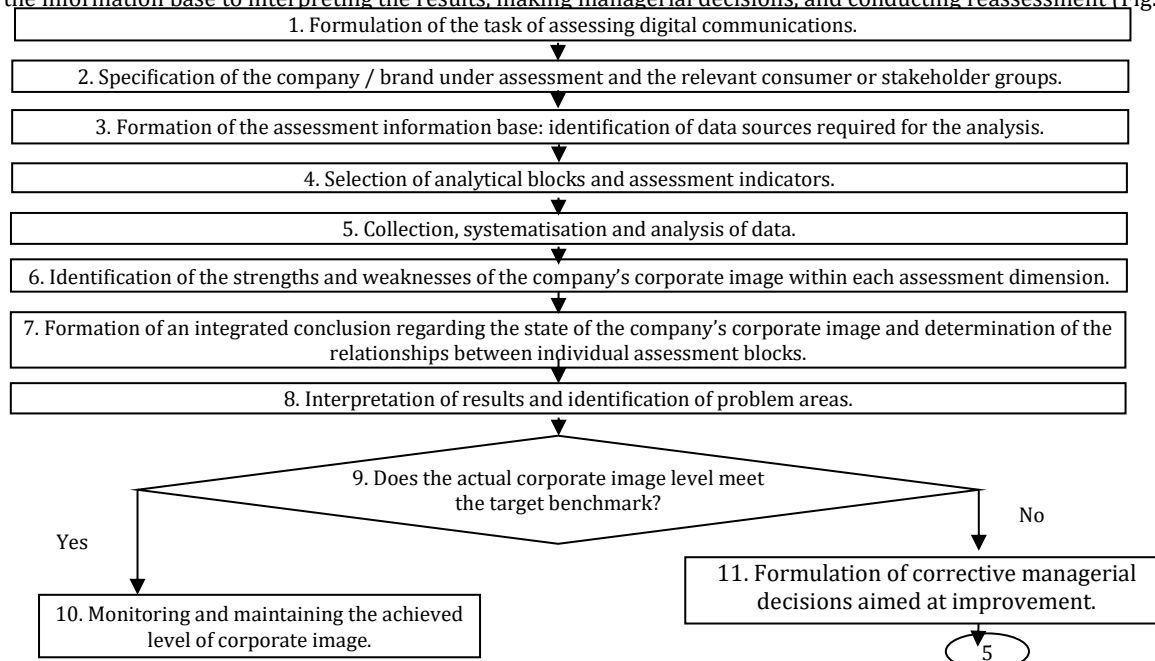 the information base to interpreting the results, making managerial decisions, and conducting reassessment (Fig.
1. Formulation of the task of assessing digital communications.
2. Specification of the company / brand under assessment and the relevant consumer or stakeholder groups.
3. Formation of the assessment information base: identification of data sources required for the analysis.
4. Selection of analytical blocks and assessment indicators.
5. Collection, systematisation and analysis of data.
6. Identification of the strengths and weaknesses of the company's corporate image within each assessment dimension.
7. Formation of an integrated conclusion regarding the state of the company's corporate image and determination of the
relationships between individual assessment blocks.
8. Interpretation of results and identification of problem areas.
9. Does the actual corporate image level meet
the target benchmark?
Yes
No
10. Monitoring and maintaining the achieved
level of corporate image.
11. Formulation of corrective managerial
decisions aimed at improvement.
5